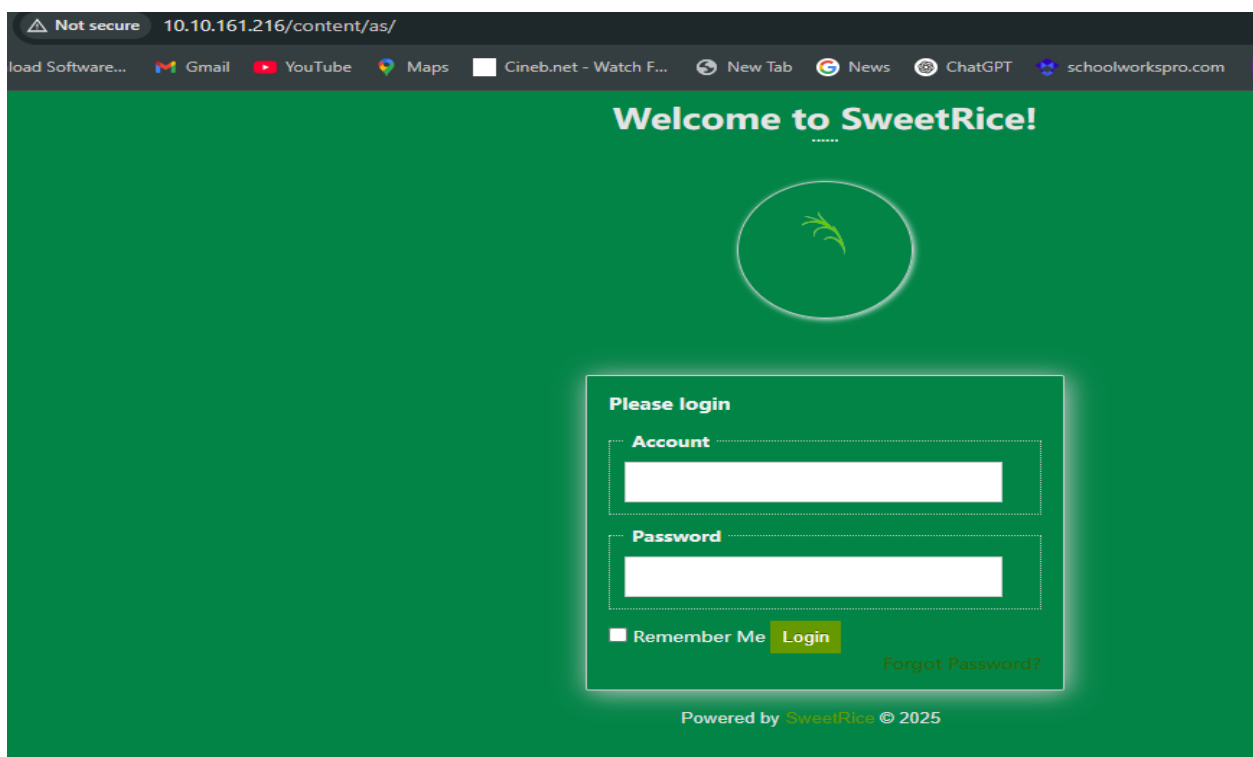 Not secure 10.10.161.216/content/as/
load Software... Gmail YouTube Maps Cineb.net - Watch F... New Tab News ChatGPT schoolworkspro.com
Welcome to SweetRice!
Please login
Account
Password
Remember Me Login
Forgot Password?
Powered by SweetRice © 2025